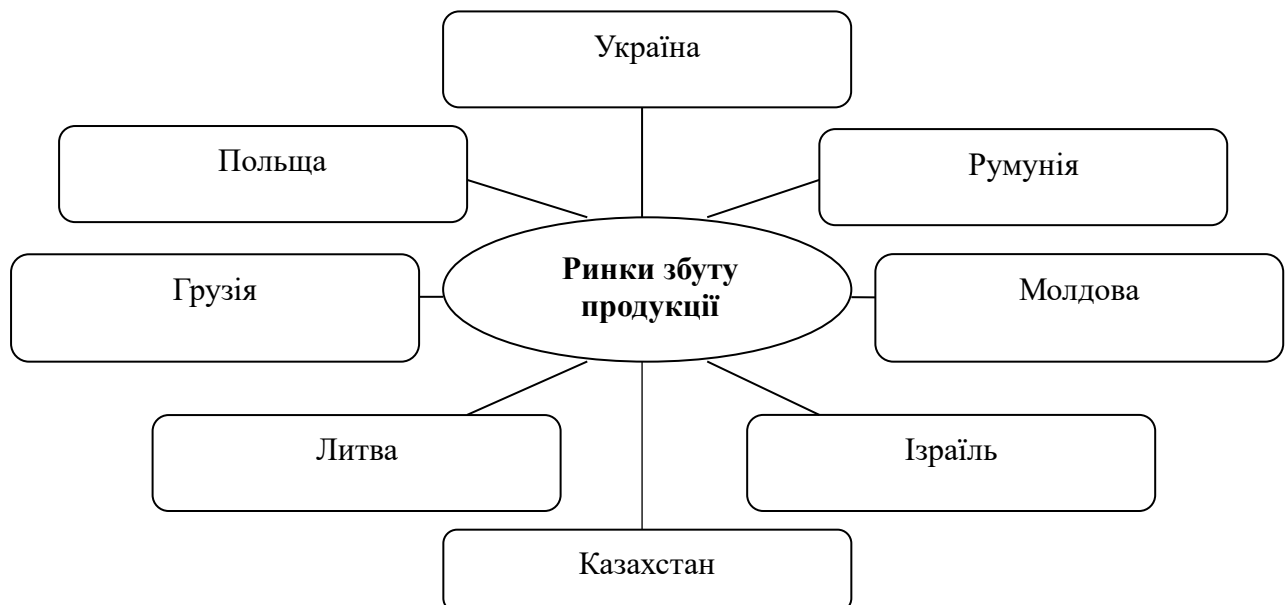 Україна
Польща
Румунія
Ринки збуту
продукції
Грузія
Молдова
Литва
Ізраїль
Казахстан